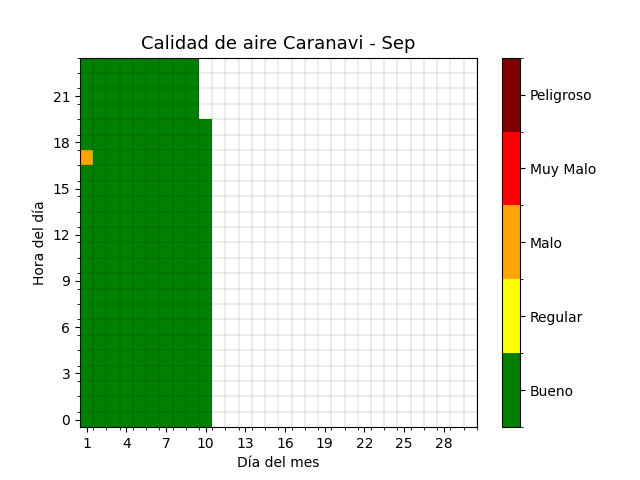 Calidad de aire Caranavi - Sep
Hora del día
21
18
15
12
9
6
3
0
1 4 7 10 13 16 19 22 25 28
Día del mes
Peligroso
Muy Malo
Malo
Regular
Bueno